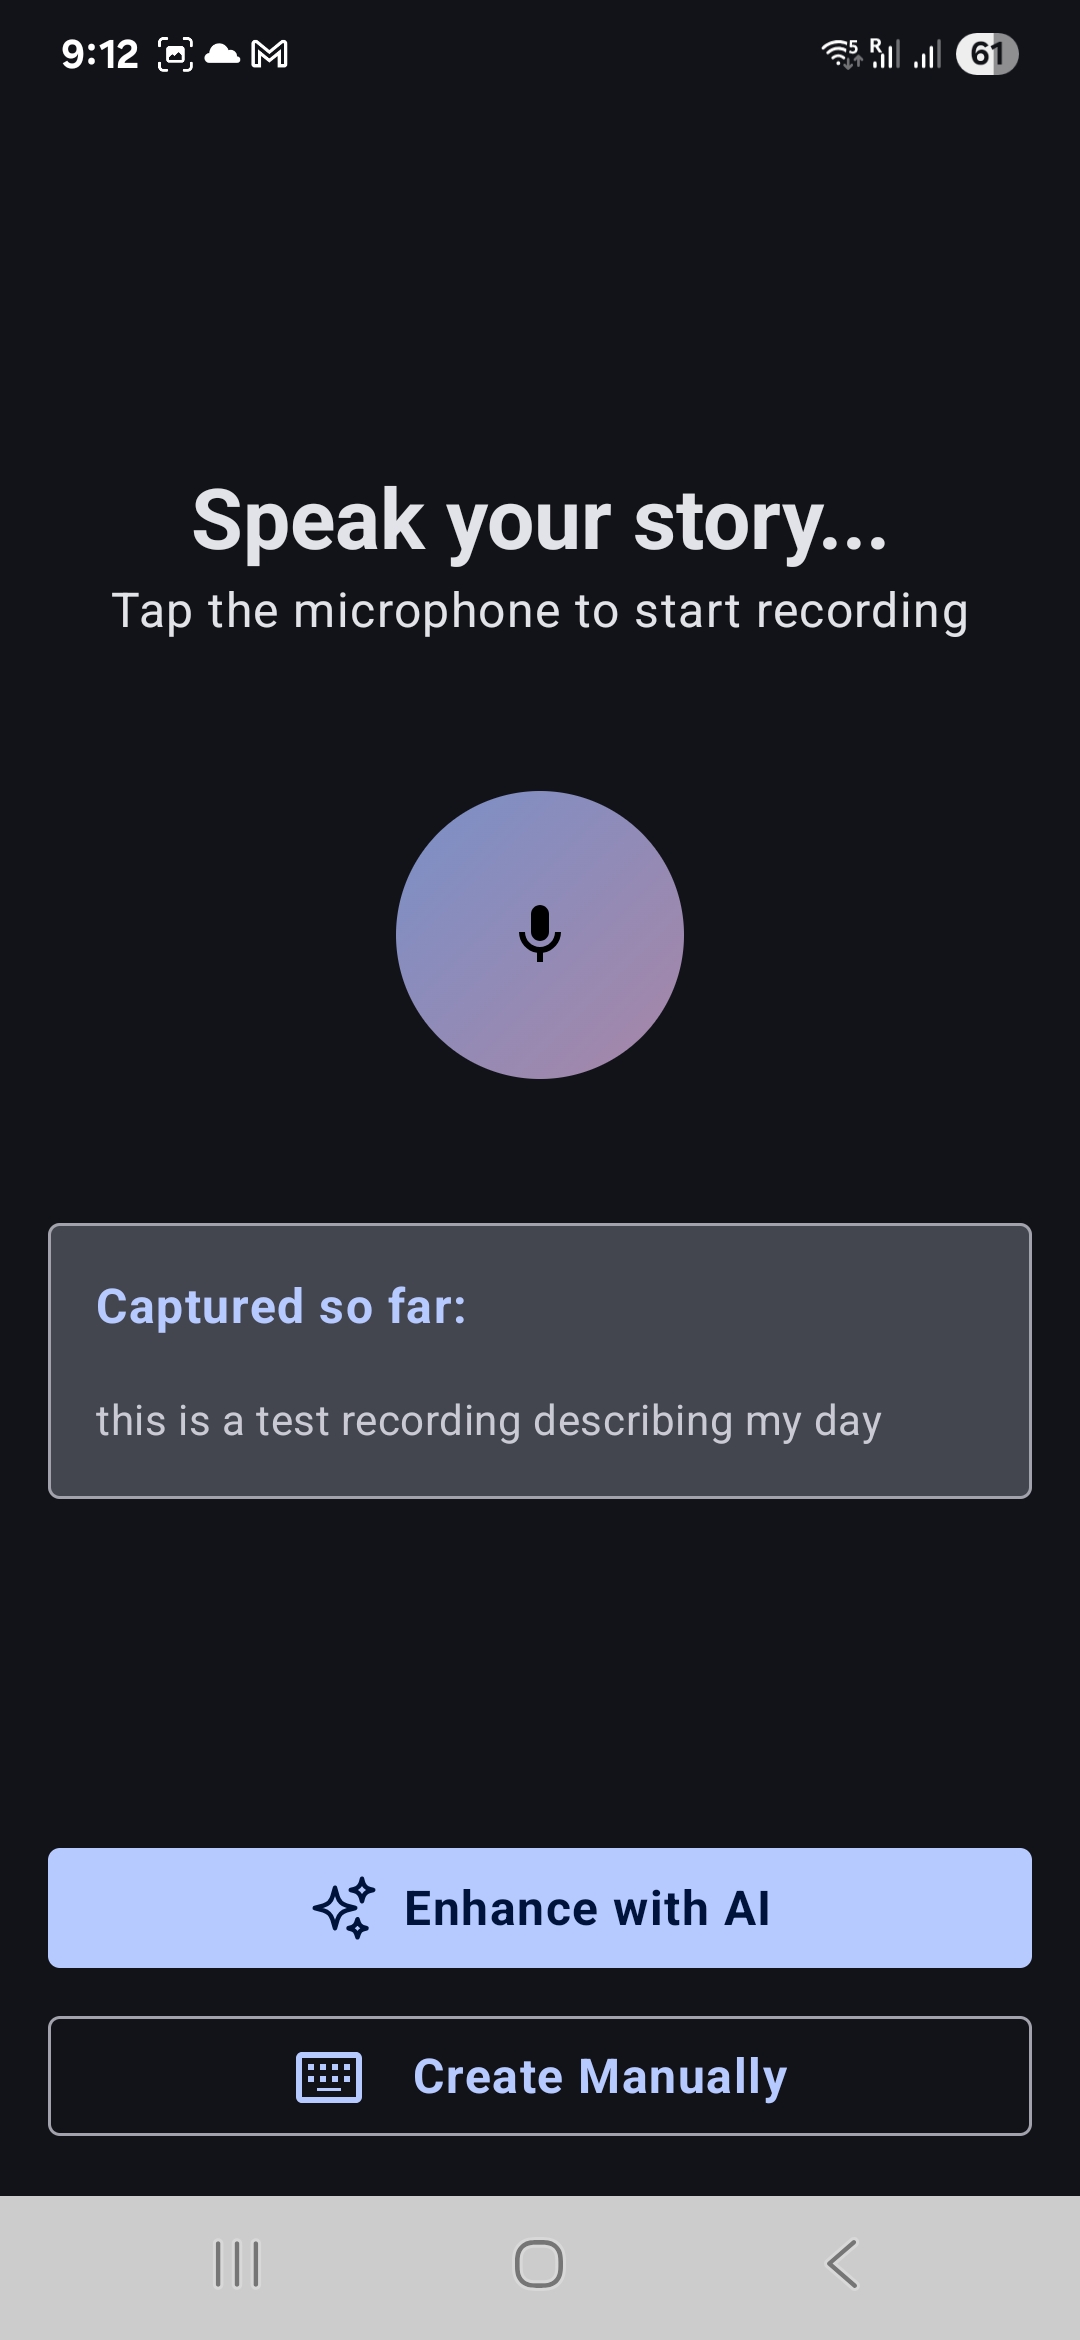 9:12
5 R 61
Speak your story...
Tap the microphone to start recording
Captured so far:
this is a test recording describing my day
Enhance with AI
Create Manually